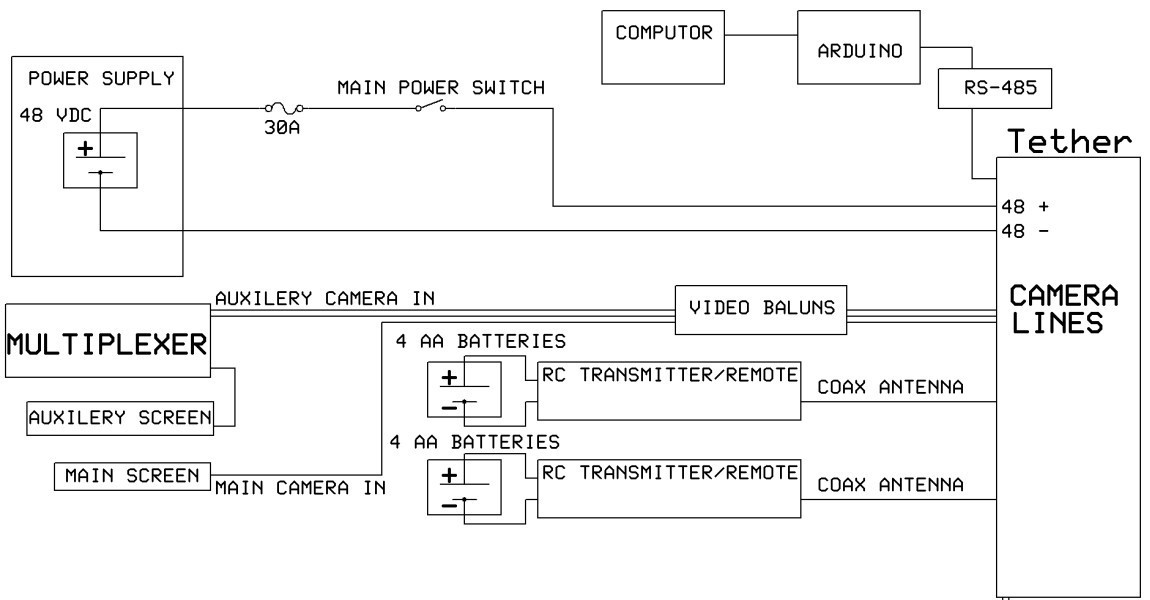 COMPUTOR
ARDUINO
RS-485
POWER SUPPLY
48 VDC
+
30A
MAIN POWER SWITCH
Tether
48 +
48 -
AUXILERY CAMERA IN
VIDEO BALUNS
CAMERA
LINES
MULTIPLEXER
4 AA BATTERIES
+
-
RC TRANSMITTER/REMOTE
COAX ANTENNA
AUXILERY SCREEN
4 AA BATTERIES
+
-
RC TRANSMITTER/REMOTE
COAX ANTENNA
MAIN SCREEN
MAIN CAMERA IN